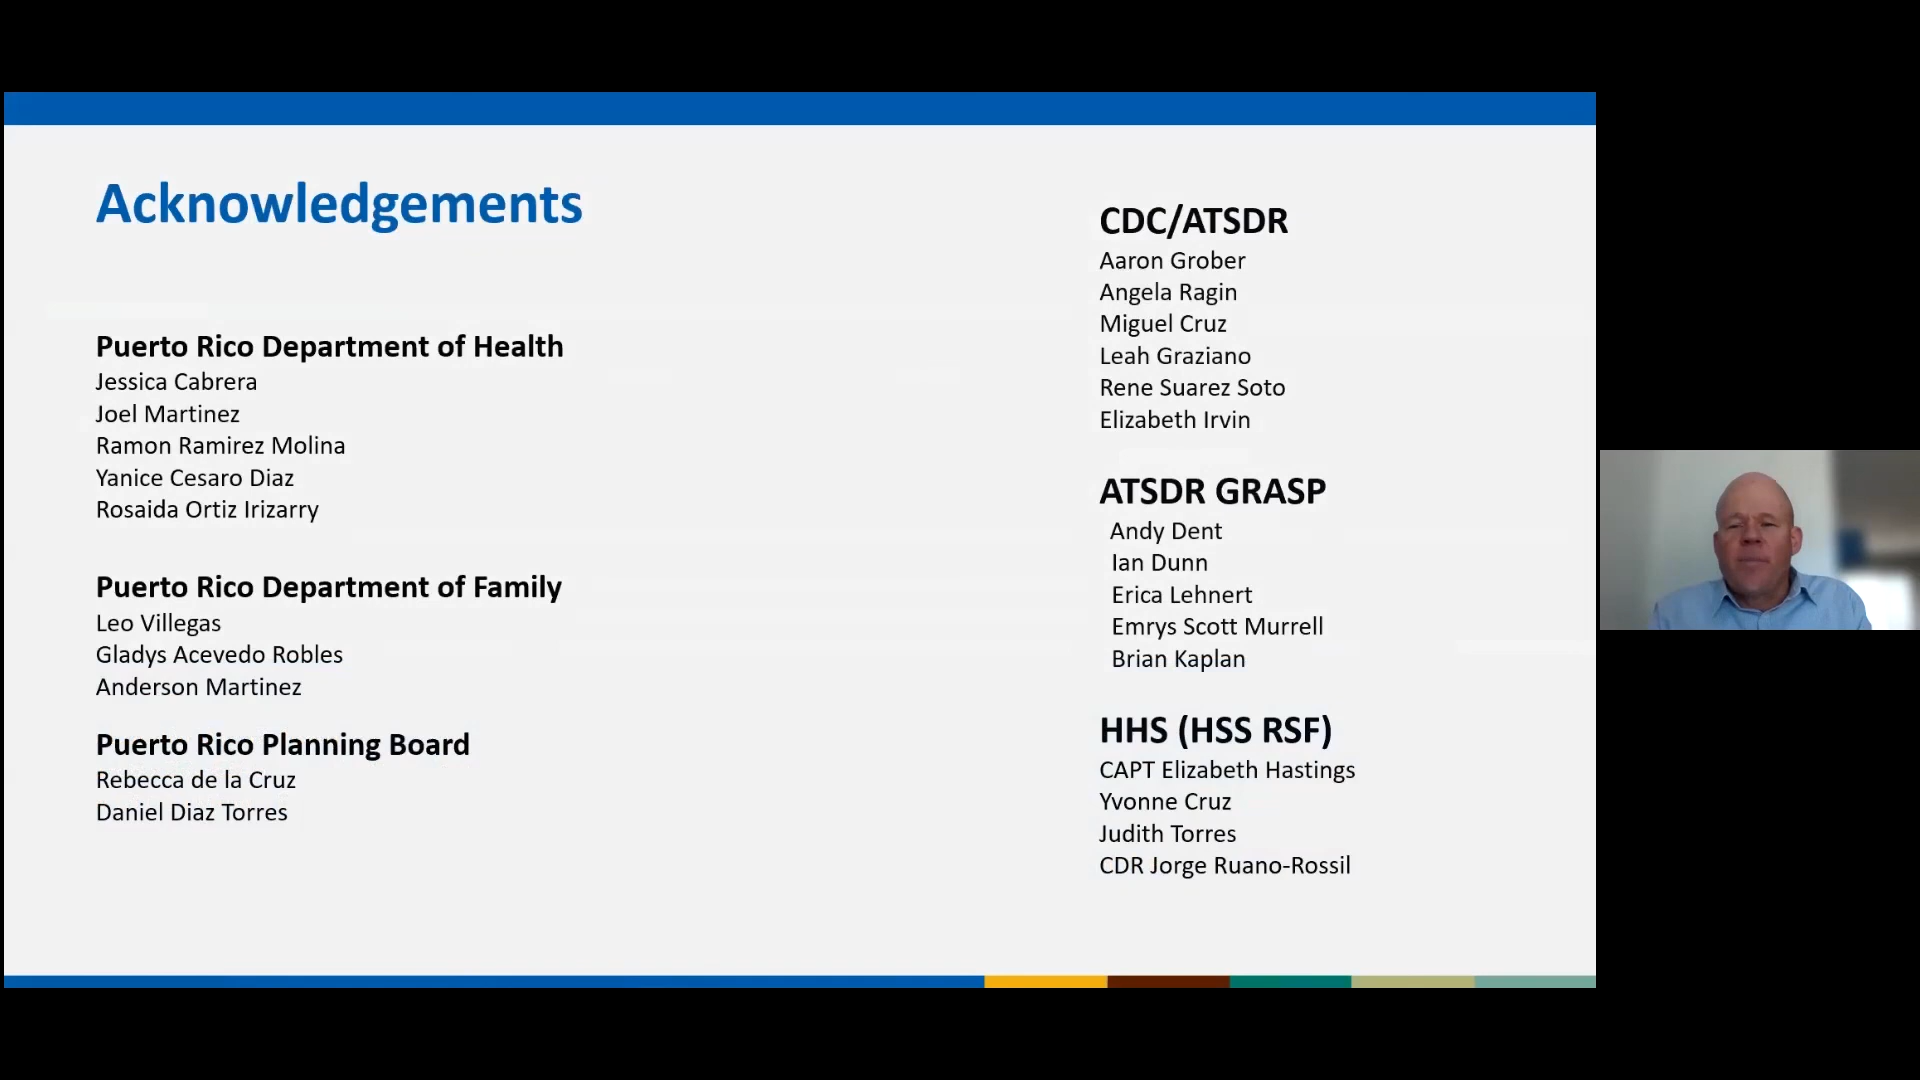 Acknowledgements
Puerto Rico Department of Health
Jessica Cabrera
Joel Martinez
Ramon Ramirez Molina
Yanice Cesaro Diaz
Rosaida Ortiz Irizarry
Puerto Rico Department of Family
Leo Villegas
Gladys Acevedo Robles
Anderson Martinez
Puerto Rico Planning Board
Rebecca de la Cruz
Daniel Diaz Torres
CDC/ATSDR
Aaron Grober
Angela Ragin
Miguel Cruz
Leah Graziano
Rene Suarez Soto
Elizabeth Irvin
ATSDR GRASP
Andy Dent
Ian Dunn
Erica Lehnert
Emrys Scott Murrell
Brian Kaplan
HHS (HSS RSF)
CAPT Elizabeth Hastings
Yvonne Cruz
Judith Torres
CDR Jorge Ruano-Rossil